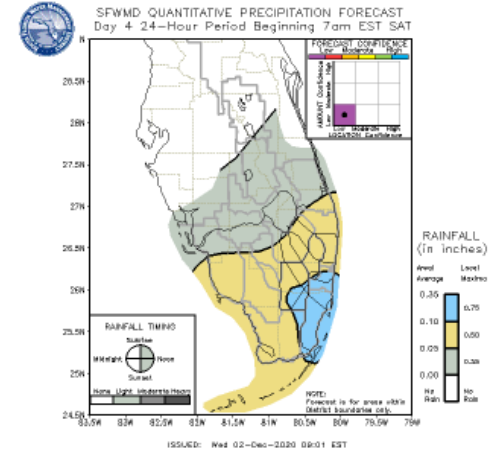 SFWMD QUANTITATIVE PRECIPITATION FORECAST
Day 4 24-Hour Period Beginning 7am EST SAT
FORECAST CONFIDENCE
Low Moderate High
AMOUNT Confidence
Low Moderate High
Low Moderate High
LOCATION Confidence
28.5N
28N
27.5N
27N
26.5N
26N
25.5N
25N
24.5N
83.5W 83W 82.5W 82W 81.5W 81W 80.5W 80W 79.5W 79W
RAINFALL
(in inches)
Areal Average
Local Maxima
0.35
0.75
0.10
0.50
0.05
0.25
0.00
No Rain
No Rain
RAINFALL TIMING
Sunrise
Midnight Noon
Sunset
None Light Moderate Heavy
NOTE:
Forecast is for areas within
District boundaries only.
ISSUED: Wed 02-Dec-2020 09:01 EST